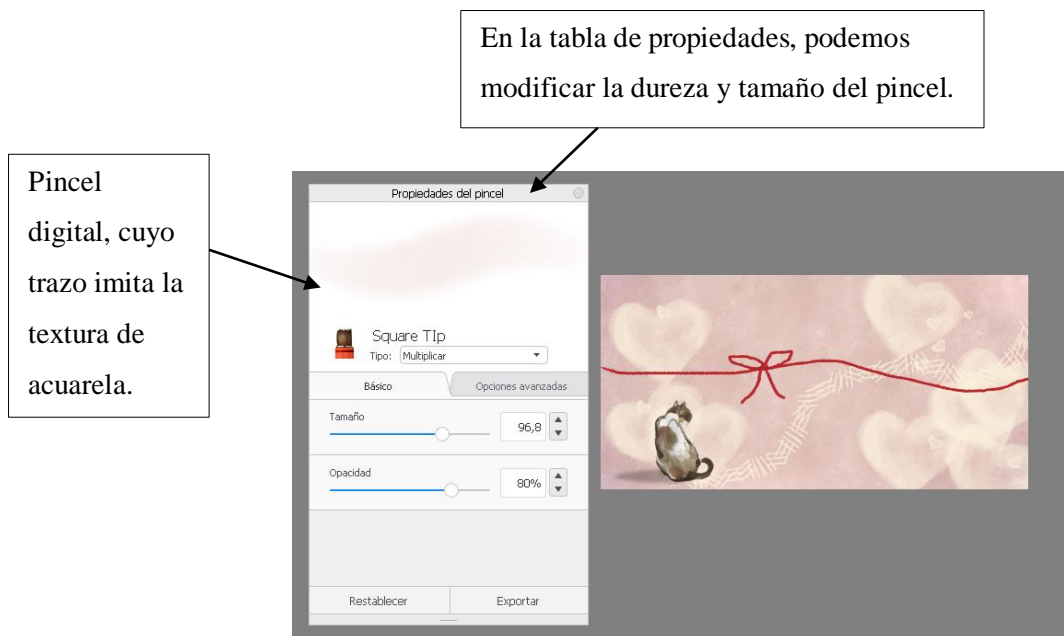 En la tabla de propiedades, podemos
modificar la dureza y tamaño del pincel.
Pincel
digital, cuyo
trazo imita la
textura de
acuarela.
Propiedades del pincel
Square TIp
Tipo: Multiplicar
Básico Opciones avanzadas
Tamaño
96,8
Opacidad
80%
Restablecer Exportar